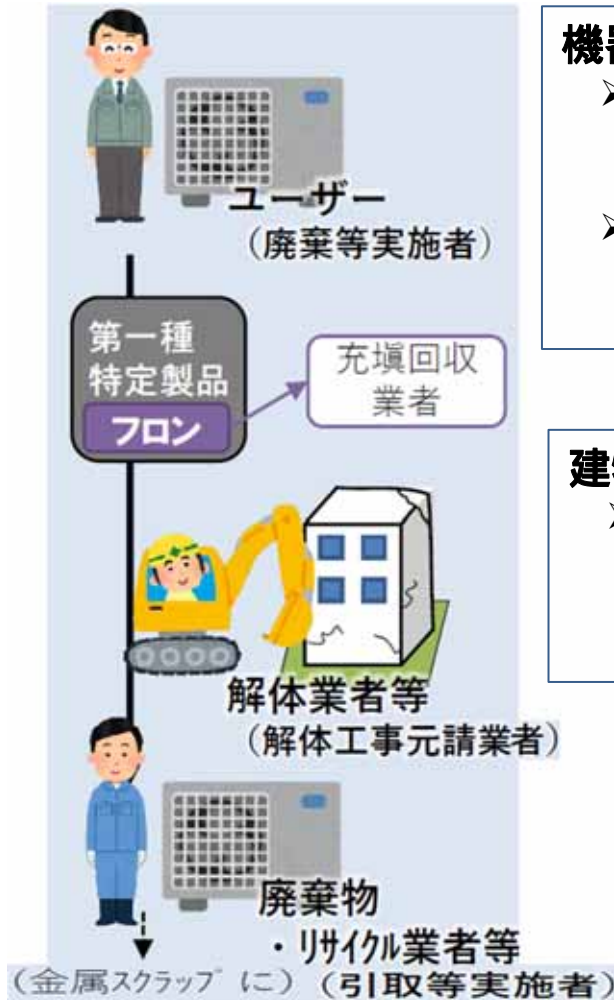 ユーザー
(廃棄等実施者)
第一種
特定製品
フロン
充塡回収
業者
解体業者等
(解体工事元請業者)
廃棄物
・リサイクル業者等
(金属スクラップに) (引取等実施者)
機器
➤
➤
建物
➤